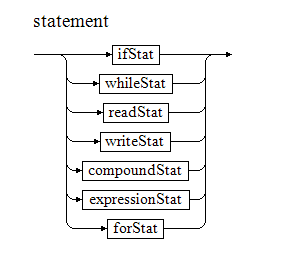 statement
ifStat
whileStat
readStat
writeStat
compoundStat
expressionStat
forStat